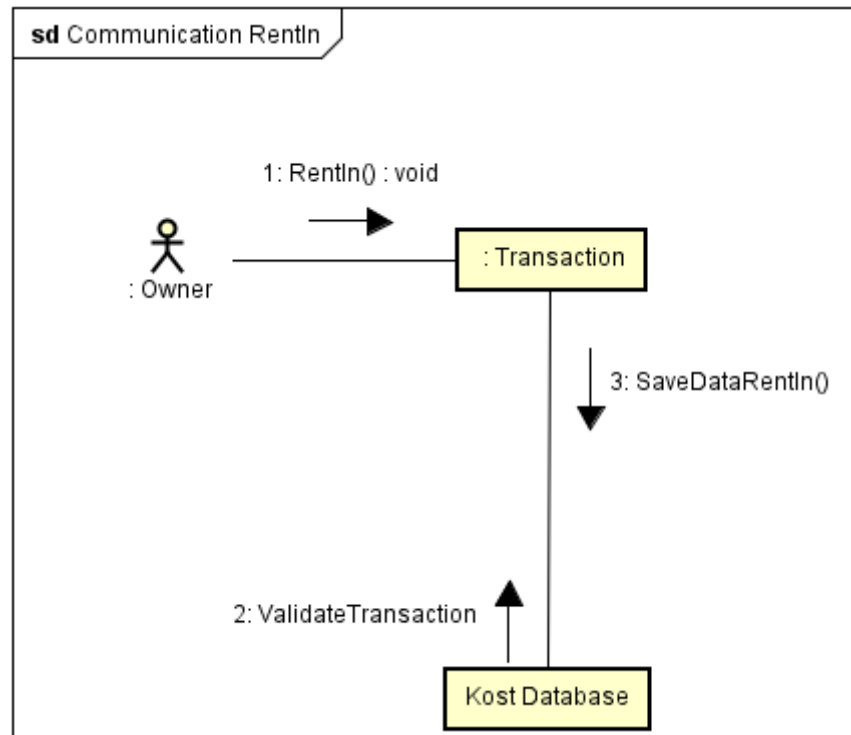 sd Communication RentIn
1: RentIn() : void
: Transaction
: Owner
3: SaveDataRentIn()
2: ValidateTransaction
Kost Database